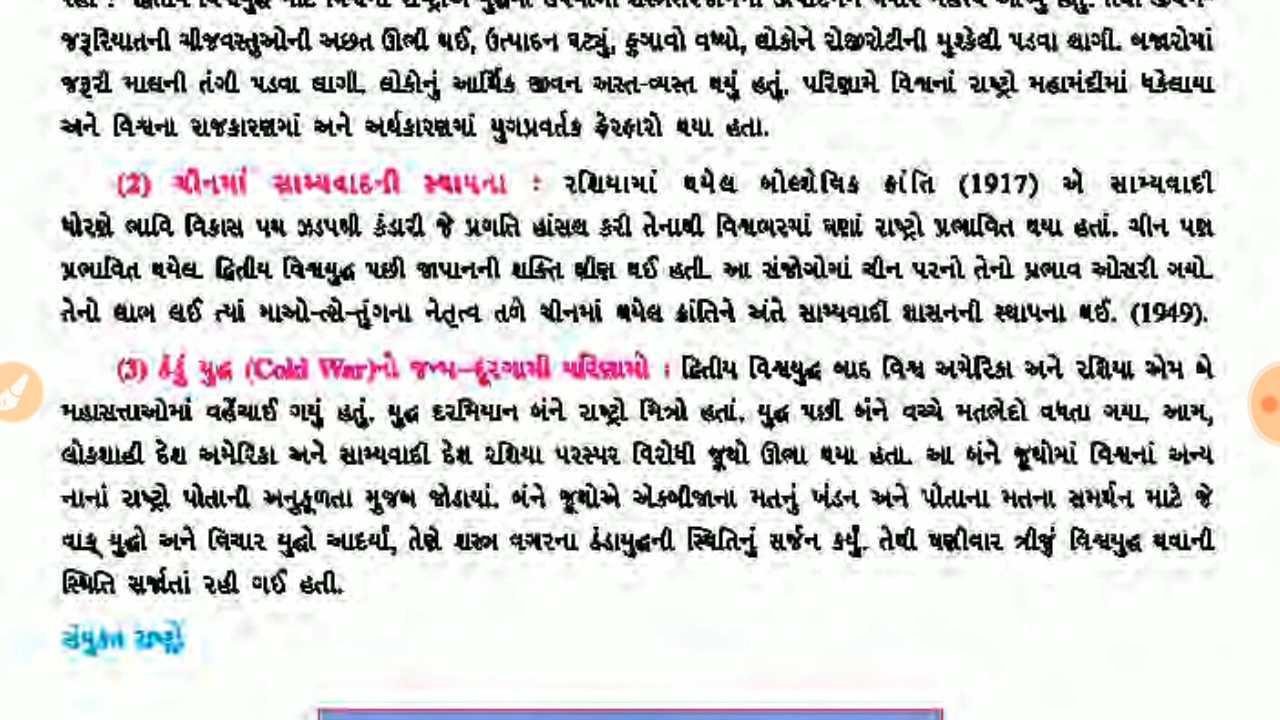 જરૂરિયાતની ચીજવસ્તુઓની અછત ઊભી થઈ, ઉત્પાદન ઘટ્યું, ફુગાવો વધ્યો, લોકોને રોજીરોટીની મુશ્કેલી પડવા લાગી. બજારોમાં
જરૂરી માલની તંગી પડવા લાગી. લોકોનું આર્થિક જીવન અસ્ત-વ્યસ્ત થયું હતું. પરિણામે વિશ્વનાં રાષ્ટ્રો મહામંદીમાં ધકેલાયા
અને વિશ્વના રાજકારણમાં અને અર્થકારણમાં યુગપ્રવર્તક ફેરફારો થયા હતા.
(2) ચીનમાં સામ્યવાદની સ્થાપના : રશિયામાં થયેલ બોલ્શેવિક ક્રાંતિ (1917) એ સામ્યવાદી
ધોરણે ભાવિ વિકાસ પથ ઝડપથી કંડારી જે પ્રગતિ હાંસલ કરી તેનાથી વિશ્વભરમાં ઘણાં રાષ્ટ્રો પ્રભાવિત થયા હતાં. ચીન પણ
પ્રભાવિત થયેલ. દ્વિતીય વિશ્વયુદ્ધ પછી જાપાનની શક્તિ ક્ષીણ થઈ હતી. આ સંજોગોમાં ચીન પરનો તેનો પ્રભાવ ઓસરી ગયો.
તેનો લાભ લઈ ત્યાં માઓ-ત્સે-તુંગના નેતૃત્વ તળે ચીનમાં થયેલ ક્રાંતિને અંતે સામ્યવાદી શાસનની સ્થાપના થઈ. (1949).
(3) ઠંડું યુદ્ધ (Cold War)નો જન્મ-દૂરગામી પરિણામો : દ્વિતીય વિશ્વયુદ્ધ બાદ વિશ્વ અમેરિકા અને રશિયા એમ બે
મહાસત્તાઓમાં વહેંચાઈ ગયું હતું. યુદ્ધ દરમિયાન બંને રાષ્ટ્રો મિત્રો હતાં. યુદ્ધ પછી બંને વચ્ચે મતભેદો વધતા ગયા. આમ,
લોકશાહી દેશ અમેરિકા અને સામ્યવાદી દેશ રશિયા પરસ્પર વિરોધી જૂથો ઊભા થયા હતા. આ બંને જૂથોમાં વિશ્વનાં અન્ય
નાનાં રાષ્ટ્રો પોતાની અનુકૂળતા મુજબ જોડાયાં. બંને જૂથોએ એકબીજાના મતનું ખંડન અને પોતાના મતના સમર્થન માટે જે
વાક્ યુદ્ધો અને વિચાર યુદ્ધો આદર્યાં, તેણે શસ્ત્ર વગરના ઠંડાયુદ્ધની સ્થિતિનું સર્જન કર્યું. તેથી ઘણીવાર ત્રીજું વિશ્વયુદ્ધ થવાની
સ્થિતિ સર્જાતાં રહી ગઈ હતી.
સંયુક્ત રાષ્ટ્રો